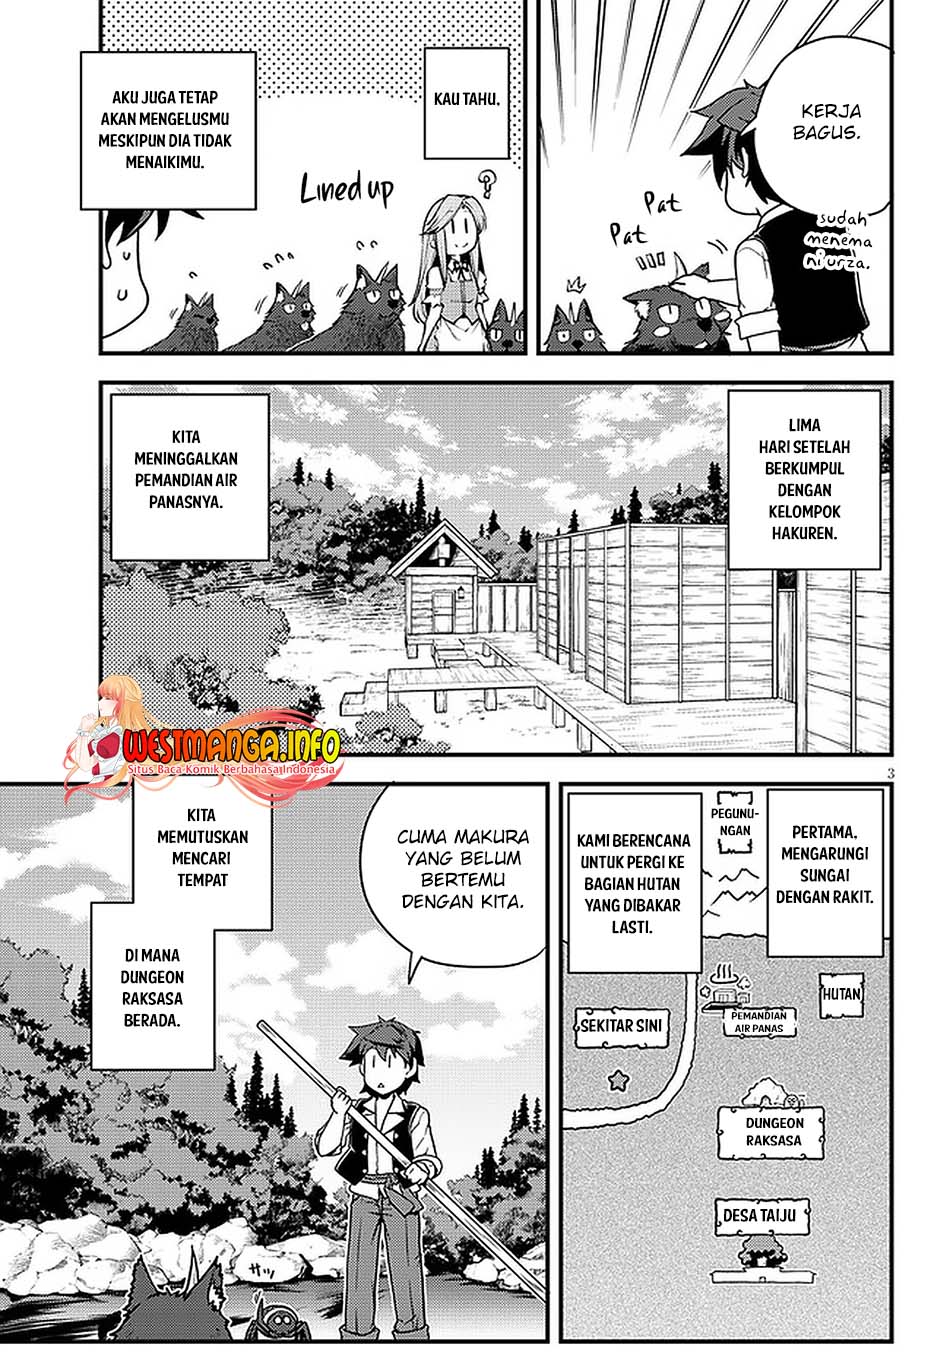 KERJA
BAGUS.
sudah
menema
ni urza.
Pat
Pat
KAU TAHU.
AKU JUGA TETAP
AKAN MENGELUSMU
MESKIPUN DIA TIDAK
MENAIKIMU.
Lined up
?
LIMA
HARI SETELAH
BERKUMPUL
DENGAN
KELOMPOK
HAKUREN.
KITA
MENINGGALKAN
PEMANDIAN AIR
PANASNYA.
WESTMANGA.INFO
Situs Baca Komik Berbahasa Indonesia
3
PERTAMA,
MENGARUNGI
SUNGAI
DENGAN RAKIT.
PEGUNU-
NGAN
KAMI BERENCANA
UNTUK PERGI KE
BAGIAN HUTAN
YANG DIBAKAR
LASTI.
HUTAN
PEMANDIAN
AIR PANAS
SEKITAR SINI
DUNGEON
RAKSASA
DESA TAIJU
CUMA MAKURA
YANG BELUM
BERTEMU
DENGAN KITA.
KITA
MEMUTUSKAN
MENCARI
TEMPAT
DI MANA
DUNGEON
RAKSASA
BERADA.